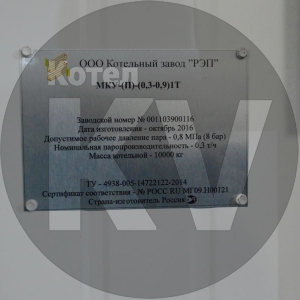 ООО Котельный завод "РЭП"
Котел
МКУ-(П)-(0,3-0,9)1Т
Заводской номер № 001103900116
Дата изготовления - октябрь 2016
Допустимое рабочее давление пара - 0,8 МПа (8 бар)
Номинальная паропроизводительность - 0,3 т/ч
Масса котельной - 10000 кг
ТУ - 4938-005-14722122-2014
Сертификат соответствия - № РОСС RU МГ09.Н00121
Страна-изготовитель Россия
KV